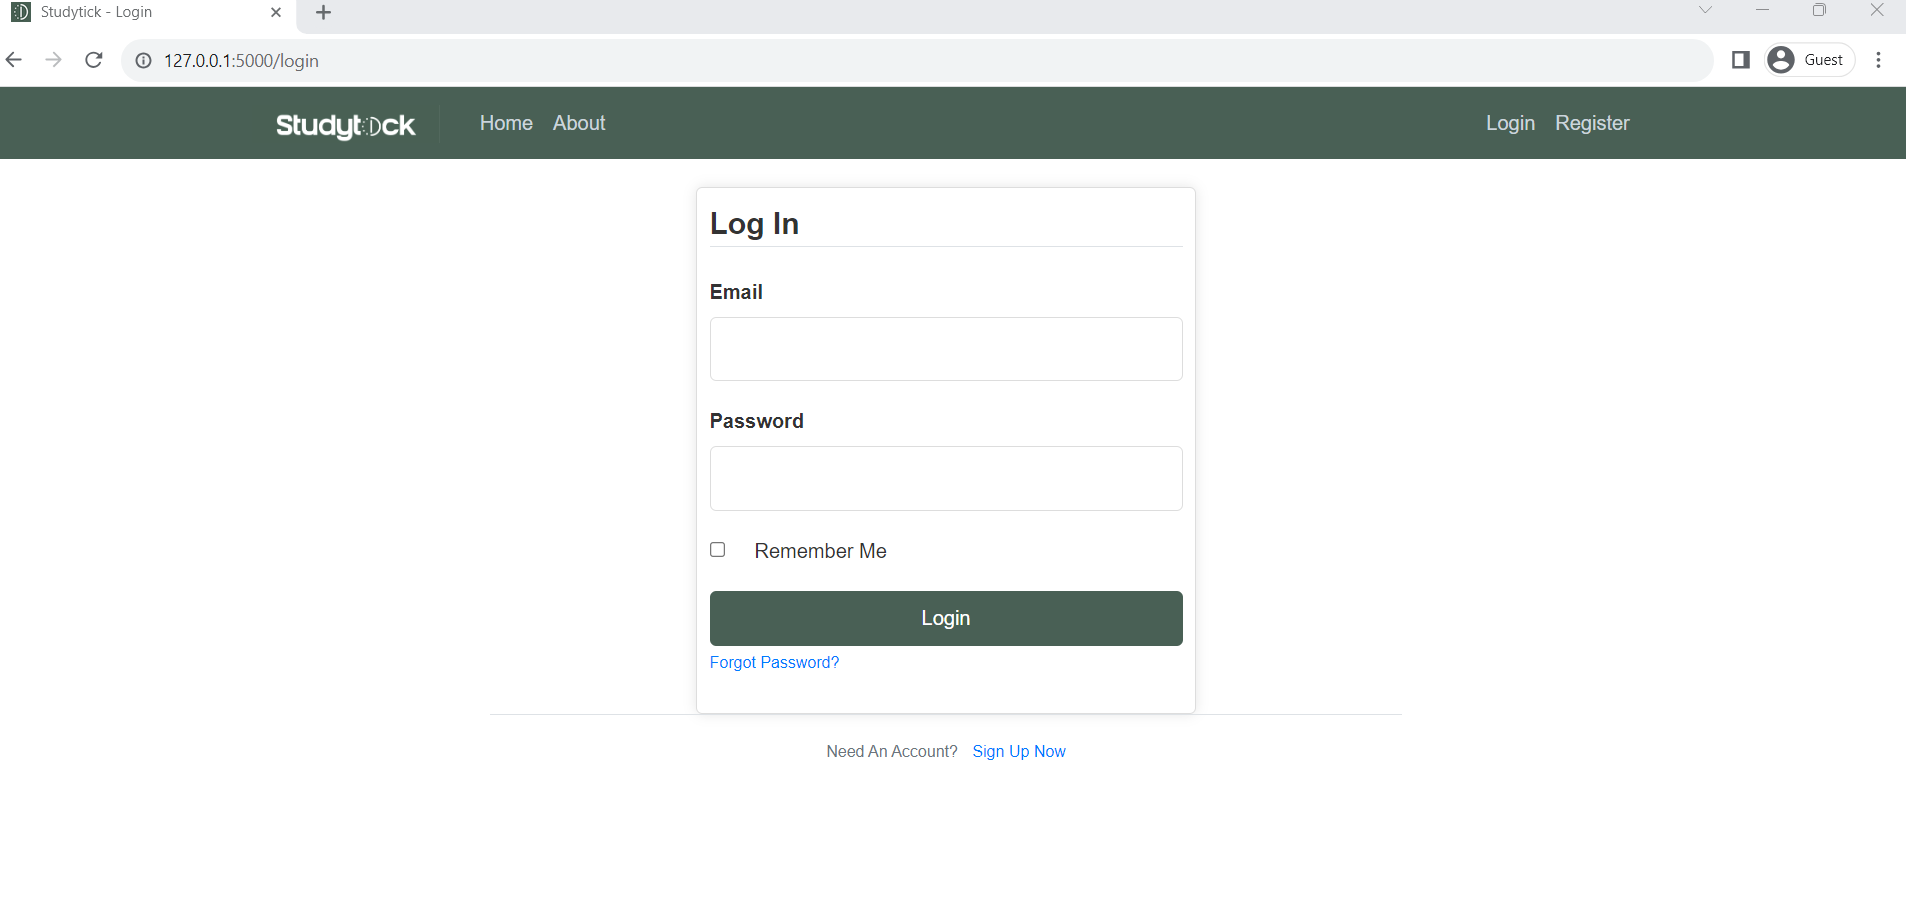 Studytick - Login
127.0.0.1:5000/login
Guest
Studytick Home About Login Register
Log In
Email
Password
Remember Me
Login
Forgot Password?
Need An Account? Sign Up Now